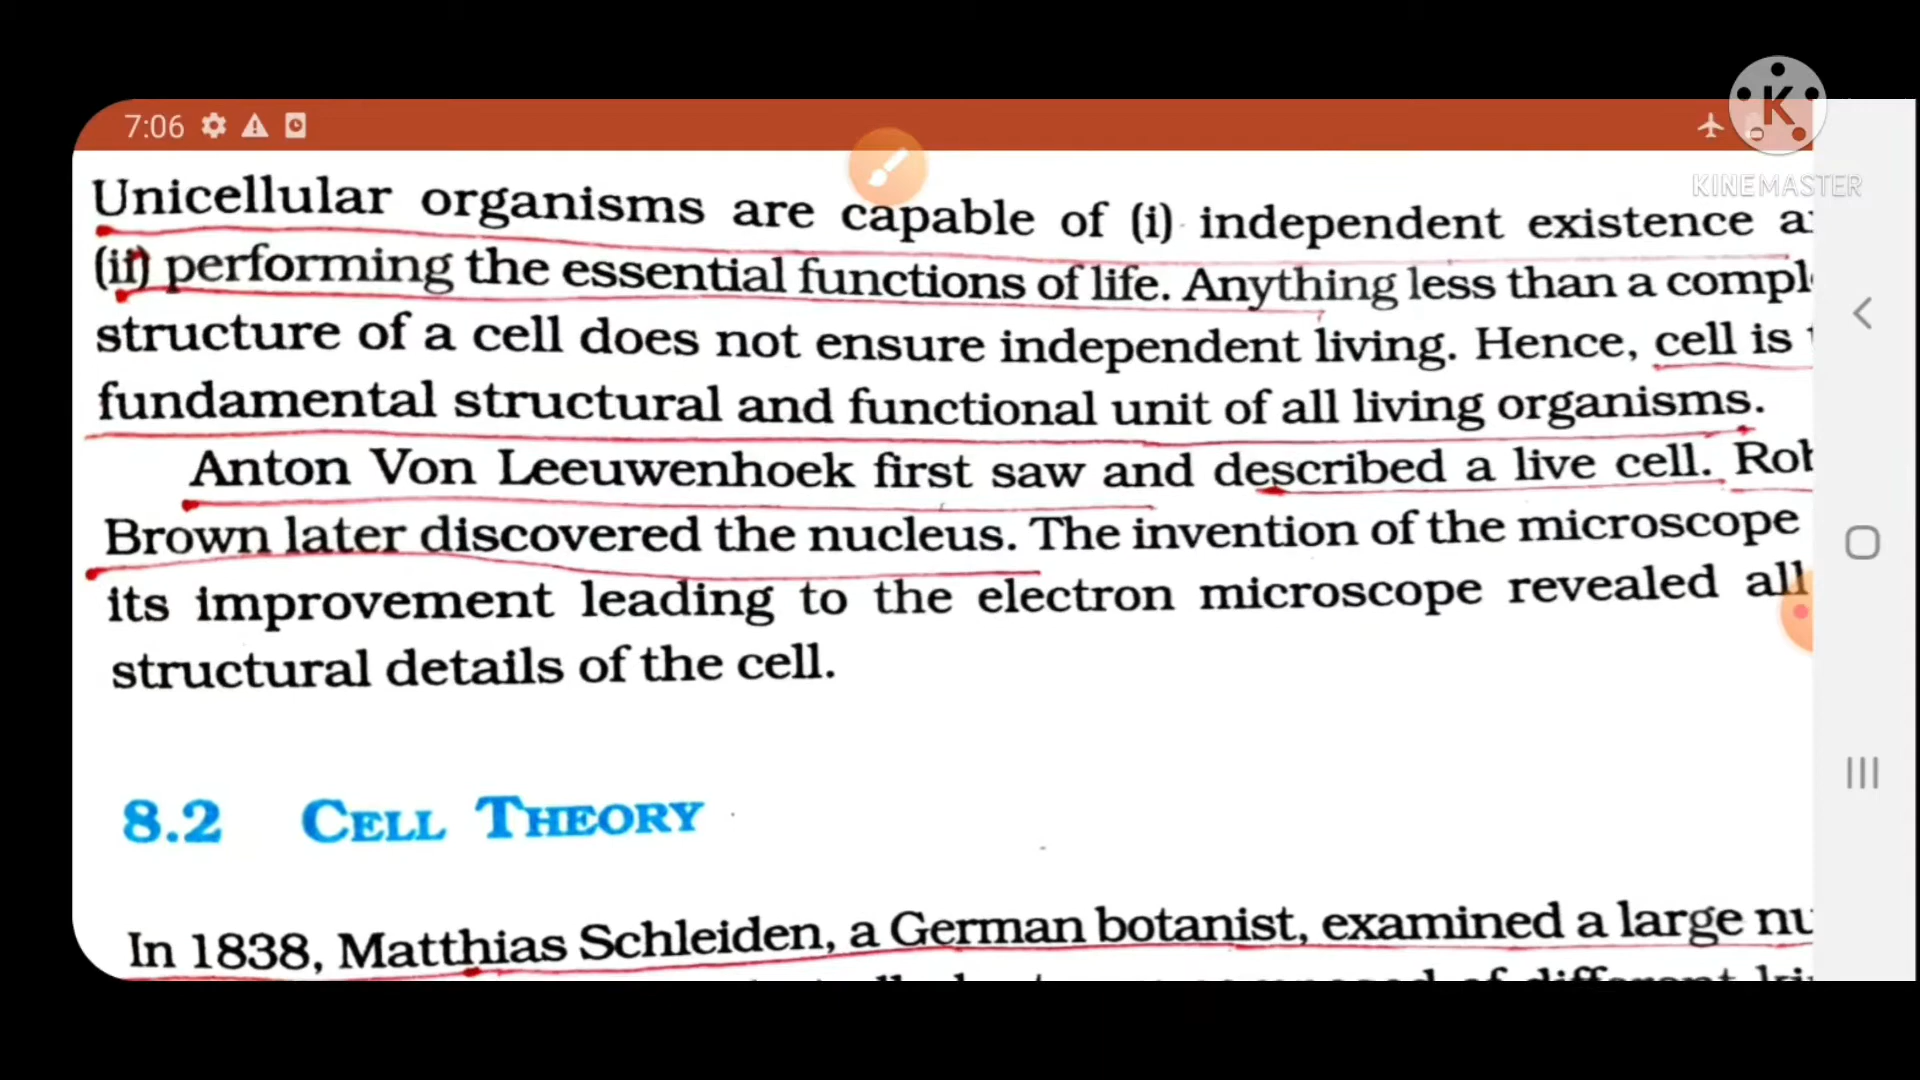 7:06
K
KINEMASTER
Unicellular organisms are capable of (i) independent existence
(ii) performing the essential functions of life. Anything less than a
structure of a cell does not ensure independent living. Hence, cell is
fundamental structural and functional unit of all living organisms.
Anton Von Leeuwenhoek first saw and described a live cell.
Brown later discovered the nucleus. The invention of the microscope
its improvement leading to the electron microscope revealed all
structural details of the cell.
8.2 CELL THEORY
In 1838, Matthias Schleiden, a German botanist, examined a large